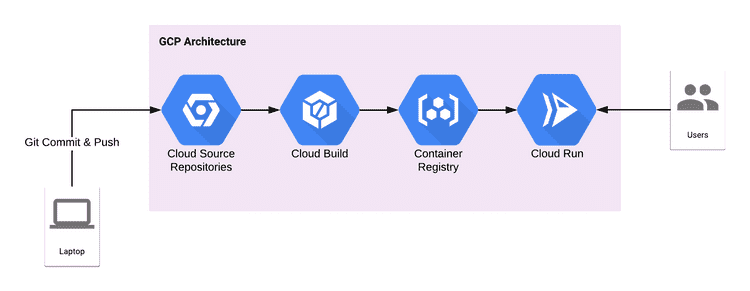 GCP Architecture
Git Commit & Push
Cloud Source
Repositories
Cloud Build
Container
Registry
Cloud Run
Users
Laptop